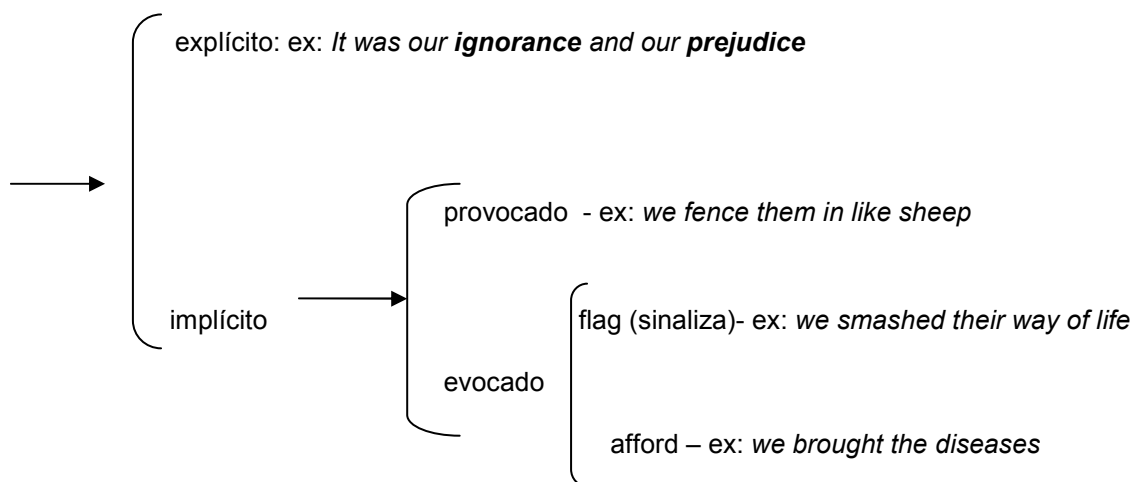 explícito: ex: It was our ignorance and our prejudice
provocado - ex: we fence them in like sheep
implícito
flag (sinaliza)- ex: we smashed their way of life
evocado
afford – ex: we brought the diseases